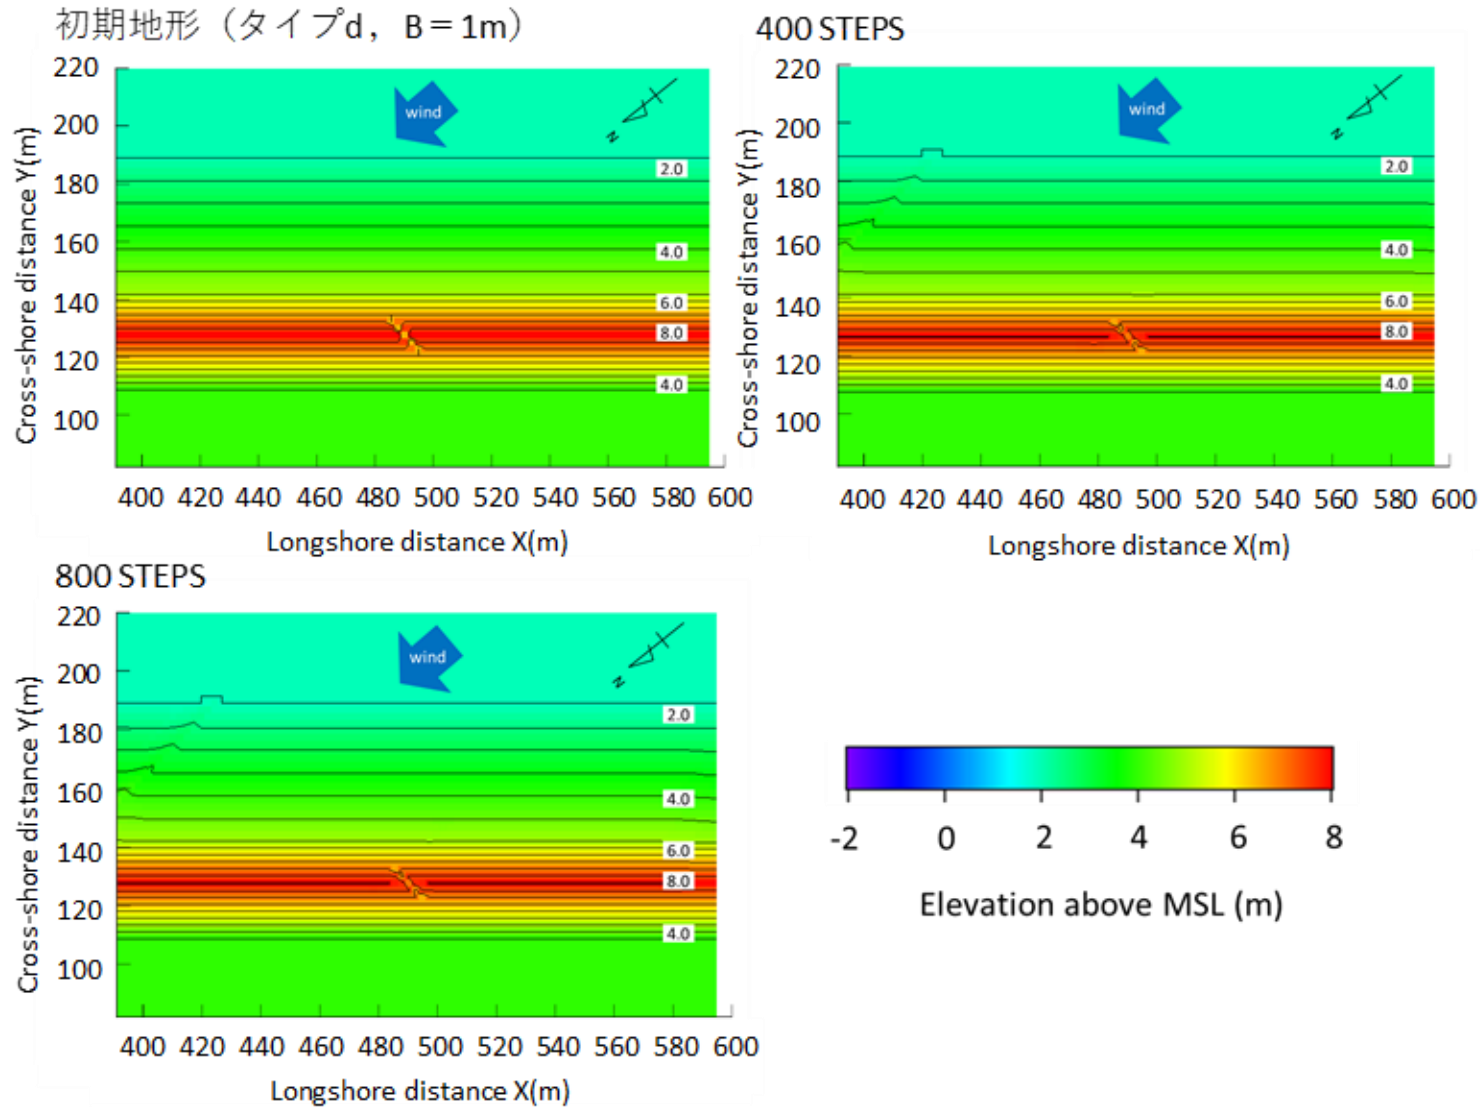 初期地形（タイプd，B＝1m）
220
200
180
160
140
120
100
Cross-shore distance Y(m)
wind
N
2.0
4.0
6.0
8.0
4.0
400 420 440 460 480 500 520 540 560 580 600
Longshore distance X(m)
400 STEPS
220
200
180
160
140
120
100
Cross-shore distance Y(m)
wind
N
2.0
4.0
6.0
8.0
4.0
400 420 440 460 480 500 520 540 560 580 600
Longshore distance X(m)
800 STEPS
220
200
180
160
140
120
100
Cross-shore distance Y(m)
wind
N
2.0
4.0
6.0
8.0
4.0
400 420 440 460 480 500 520 540 560 580 600
Longshore distance X(m)
-2 0 2 4 6 8
Elevation above MSL (m)